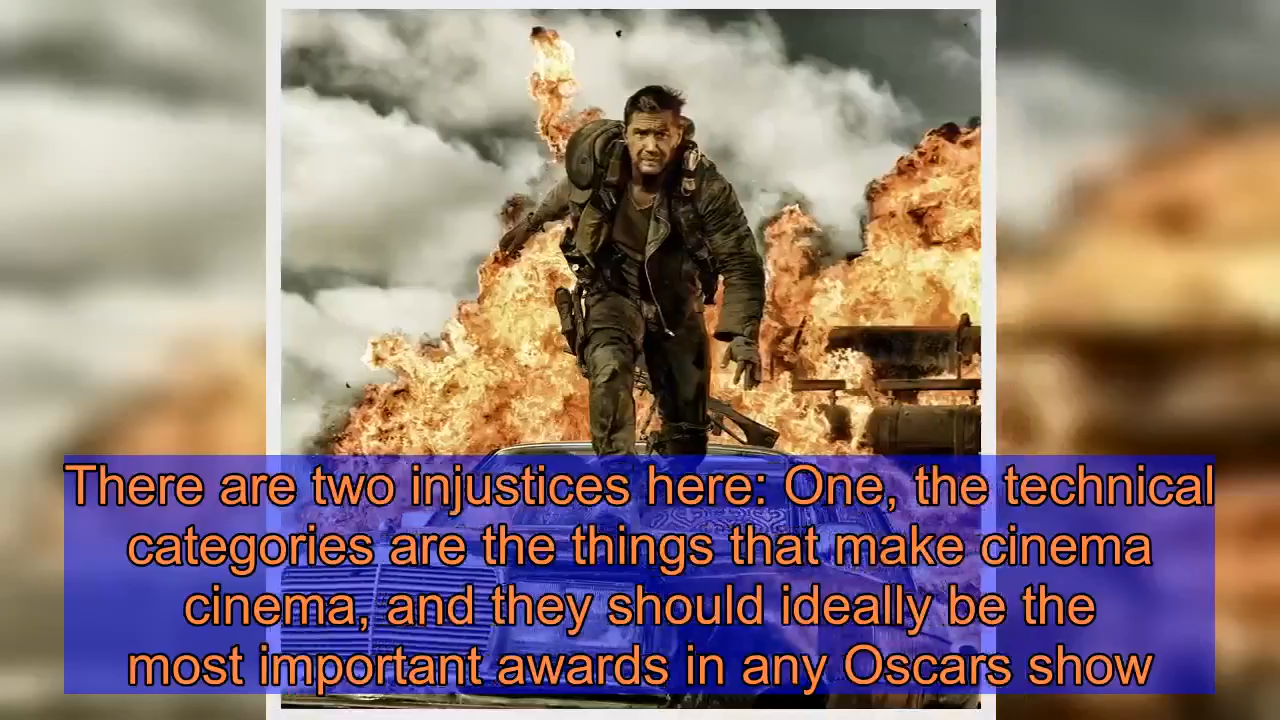 There are two injustices here: One, the technical
categories are the things that make cinema
cinema, and they should ideally be the
most important awards in any Oscars show